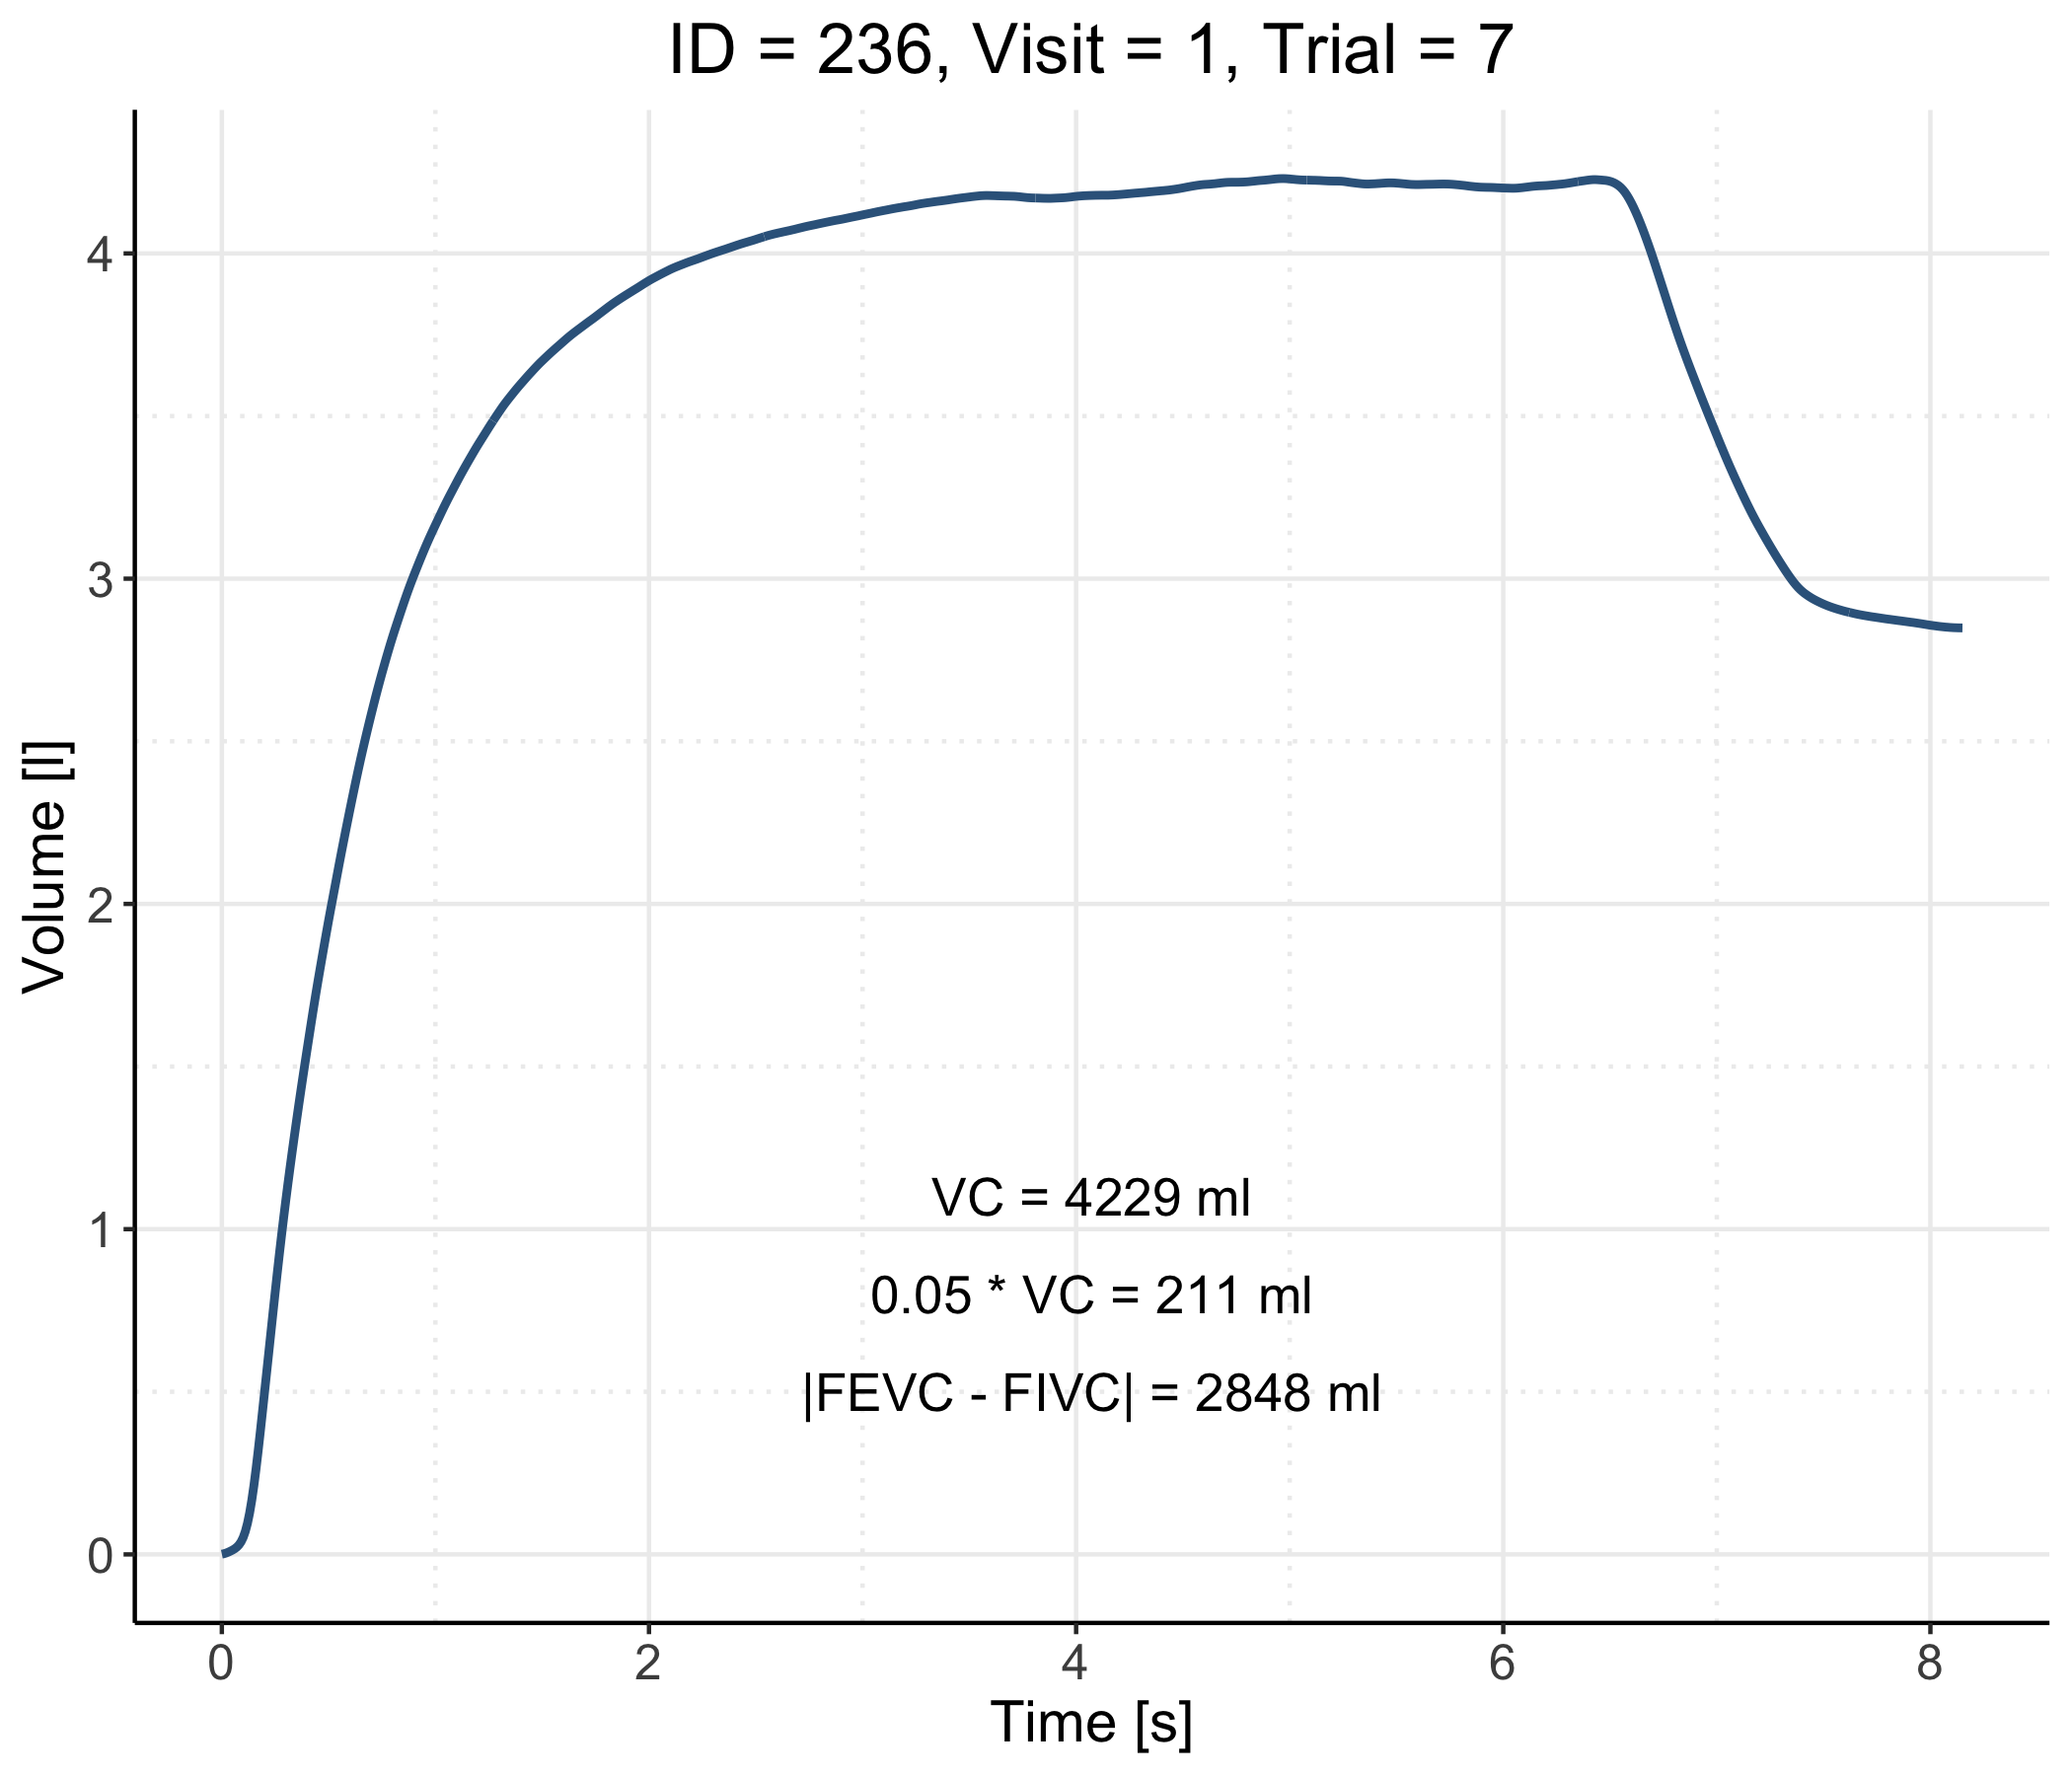 ID = 236, Visit = 1, Trial = 7
Volume [l]
4
3
2
1
0
VC = 4229 ml
0.05 * VC = 211 ml
|FEVC - FIVC| = 2848 ml
0 2 4 6 8
Time [s]